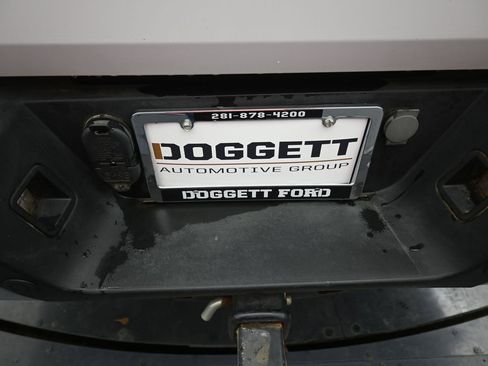 281-878-4200
DOGGETT
AUTOMOTIVE GROUP
DOGGETT FORD